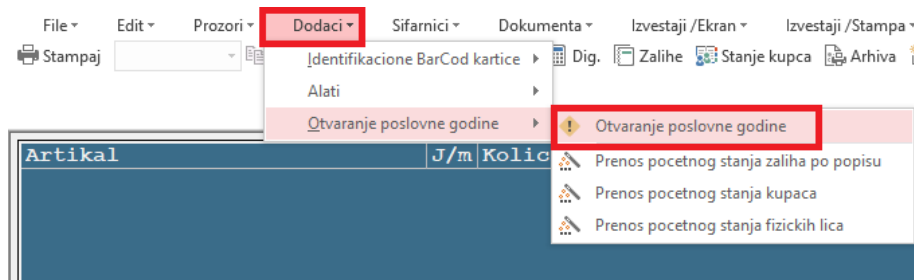 File Edit Prozori Dodaci Sifarnici Dokumenta Izvestaji /Ekran Izvestaji /Stampa
Stampaj Dig. Zalihe Stanje kupca Arhiva
Identifikacione BarCod kartice
Alati
Otvaranje poslovne godine
Otvaranje poslovne godine
Prenos pocetnog stanja zaliha po popisu
Prenos pocetnog stanja kupaca
Prenos pocetnog stanja fizickih lica
Artikal J/m Kolic